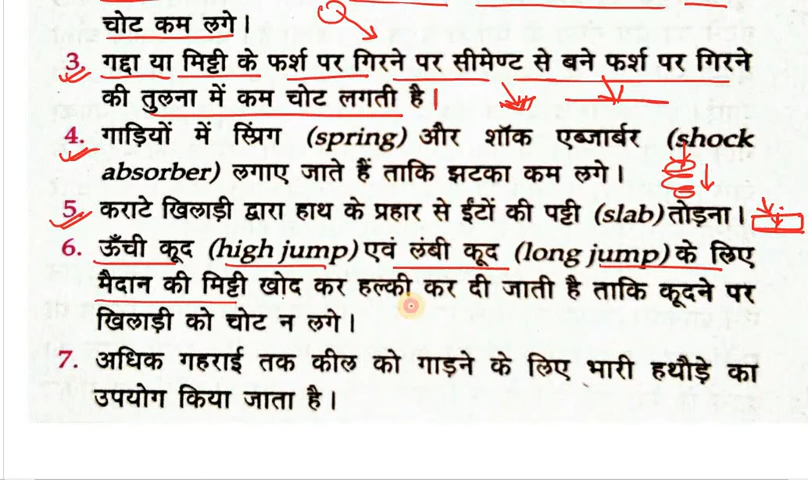 चोट कम लगे।
3. गद्दा या मिट्टी के फर्श पर गिरने पर सीमेण्ट से बने फर्श पर गिरने
की तुलना में कम चोट लगती है।
4. गाड़ियों में स्प्रिंग (spring) और शॉक एब्जार्बर (shock
absorber) लगाए जाते हैं ताकि झटका कम लगे।
5. कराटे खिलाड़ी द्वारा हाथ के प्रहार से ईंटों की पट्टी (slab) तोड़ना।
6. ऊँची कूद (high jump) एवं लंबी कूद (long jump) के लिए
मैदान की मिट्टी खोद कर हल्की कर दी जाती है ताकि कूदने पर
खिलाड़ी को चोट न लगे।
7. अधिक गहराई तक कील को गाड़ने के लिए भारी हथौड़े का
उपयोग किया जाता है।